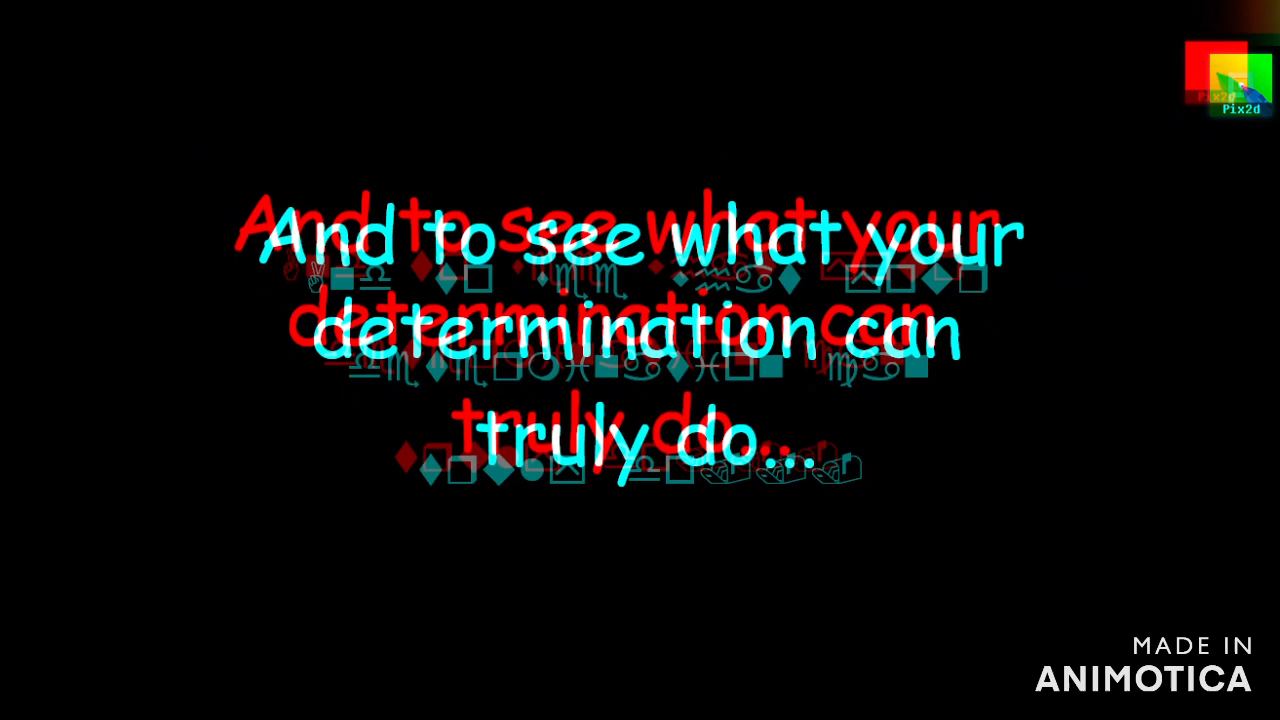 And to see what your
✌■♎ ⧫□ ⬧♏♏ ⬥♒♋⧫ ⍓□◆❒
determination can
♎♏⧫♏❒❍♓■♋⧫♓□■ ♍♋■
truly do...
⧫❒◆●⍓ ♎□📬📬📬
Pix2d
MADE IN
ANIMOTICA